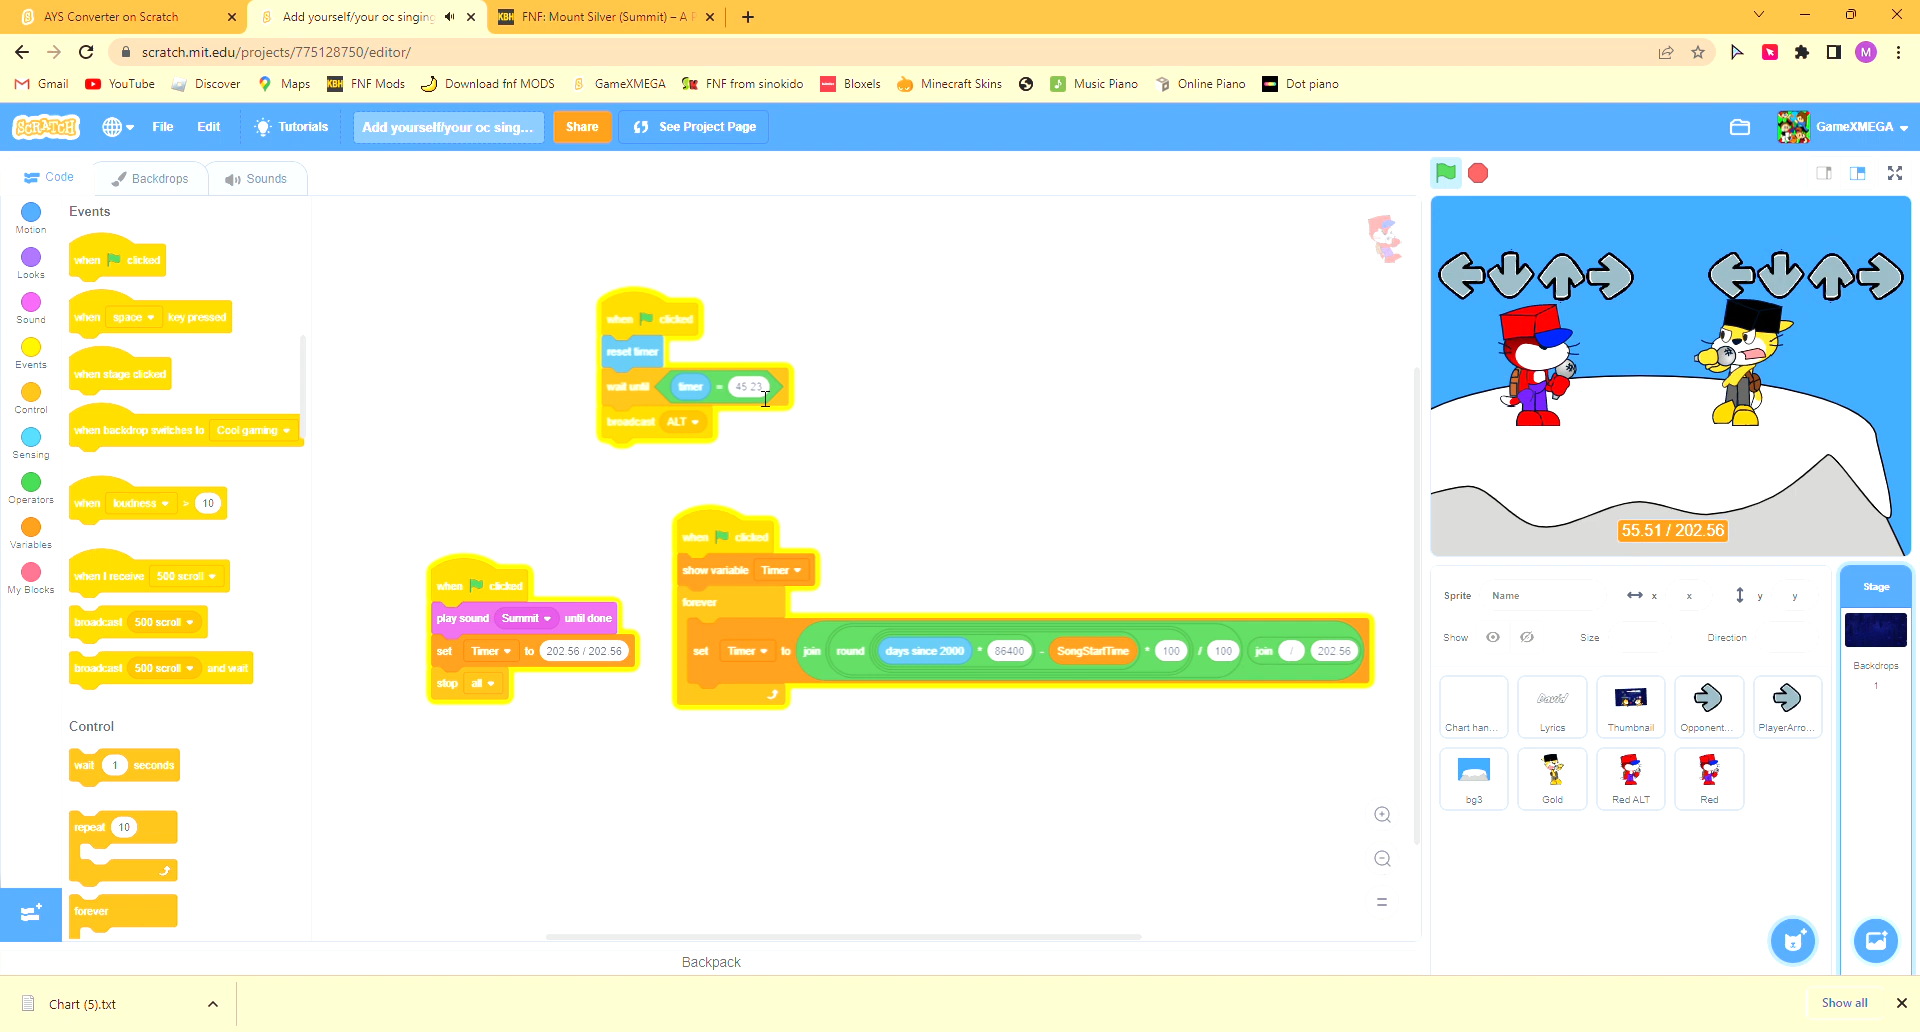 AYS Converter on Scratch
Add yourself/your oc singing
FNF: Mount Silver (Summit) – A P
scratch.mit.edu/projects/775128750/editor/
M
Gmail YouTube Discover Maps FNF Mods Download fnf MODS GameXMEGA FNF from sinokido Bloxels Minecraft Skins Music Piano Online Piano Dot piano
SCRATCH File Edit Tutorials Add yourself/your oc sing... Share See Project Page GameXMEGA
Code Backdrops Sounds
Motion
Looks
Sound
Events
Control
Sensing
Operators
Variables
My Blocks
Events
when clicked
when space key pressed
when stage clicked
when backdrop switches to Cool gaming
when loudness > 10
when I receive 500 scroll
broadcast 500 scroll
broadcast 500 scroll and wait
Control
wait 1 seconds
repeat 10
forever
when clicked
reset timer
wait until timer = 45.23
broadcast ALT
when clicked
play sound Summit until done
set Timer to 202.56 / 202.56
stop all
when clicked
show variable Timer
forever
set Timer to join round days since 2000 * 86400 - SongStartTime * 100 / 100 join / 202.56
55.51 / 202.56
Sprite Name x x y y
Show Size Direction
Stage
Backdrops
1
Chart han... Lyrics Thumbnail Opponent... PlayerArro...
David
bg3 Gold Red ALT Red
Backpack
Chart (5).txt
Show all